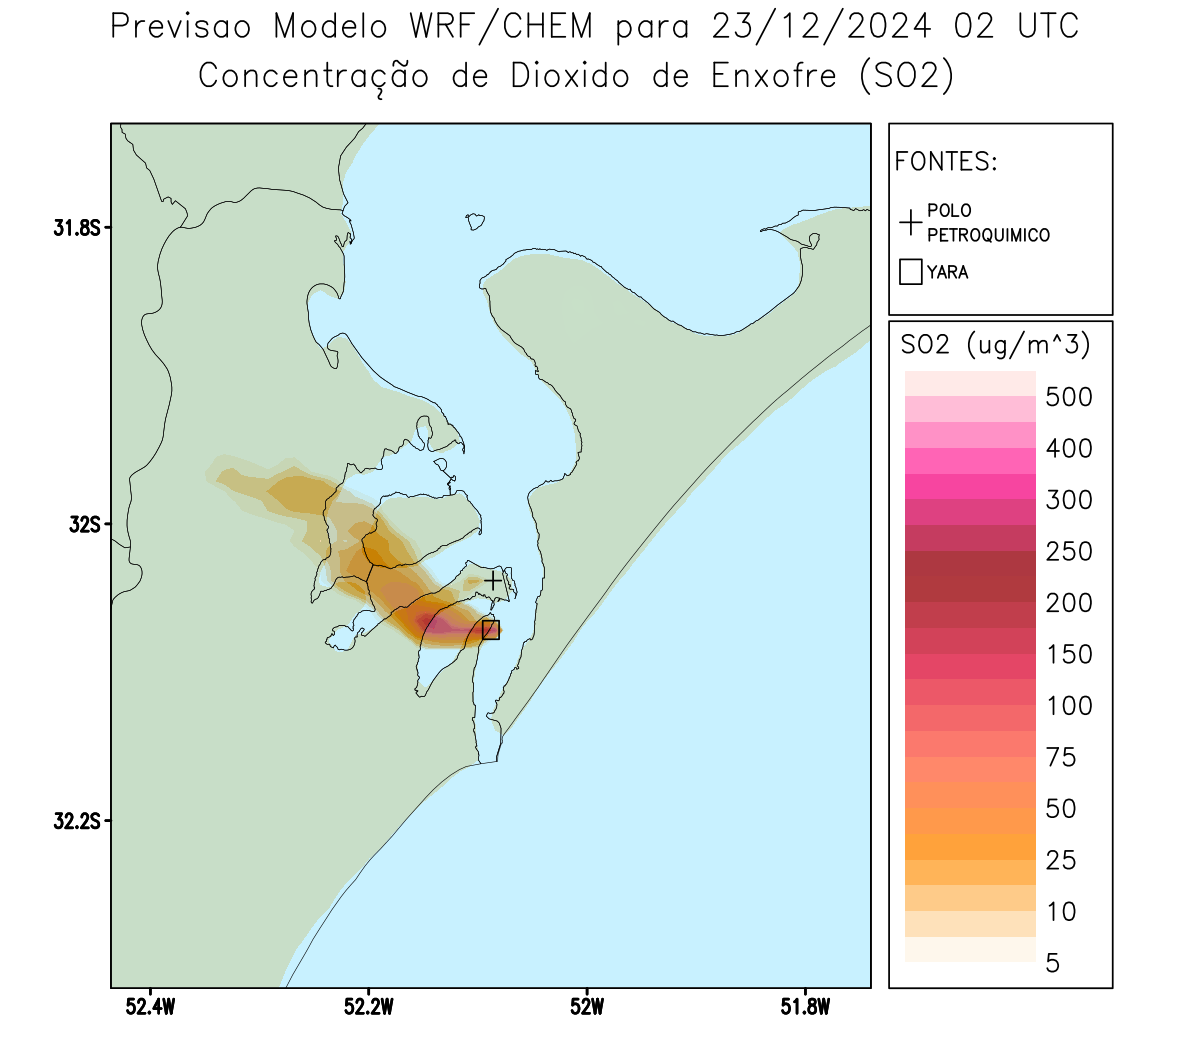 Previsao Modelo WRF/CHEM para 23/12/2024 02 UTC
Concentração de Dioxido de Enxofre (SO2)
FONTES:
POLO
PETROQUIMICO
YARA
31.8S
32S
32.2S
52.4W
52.2W
52W
51.8W
SO2 (ug/m^3)
500
400
300
250
200
150
100
75
50
25
10
5